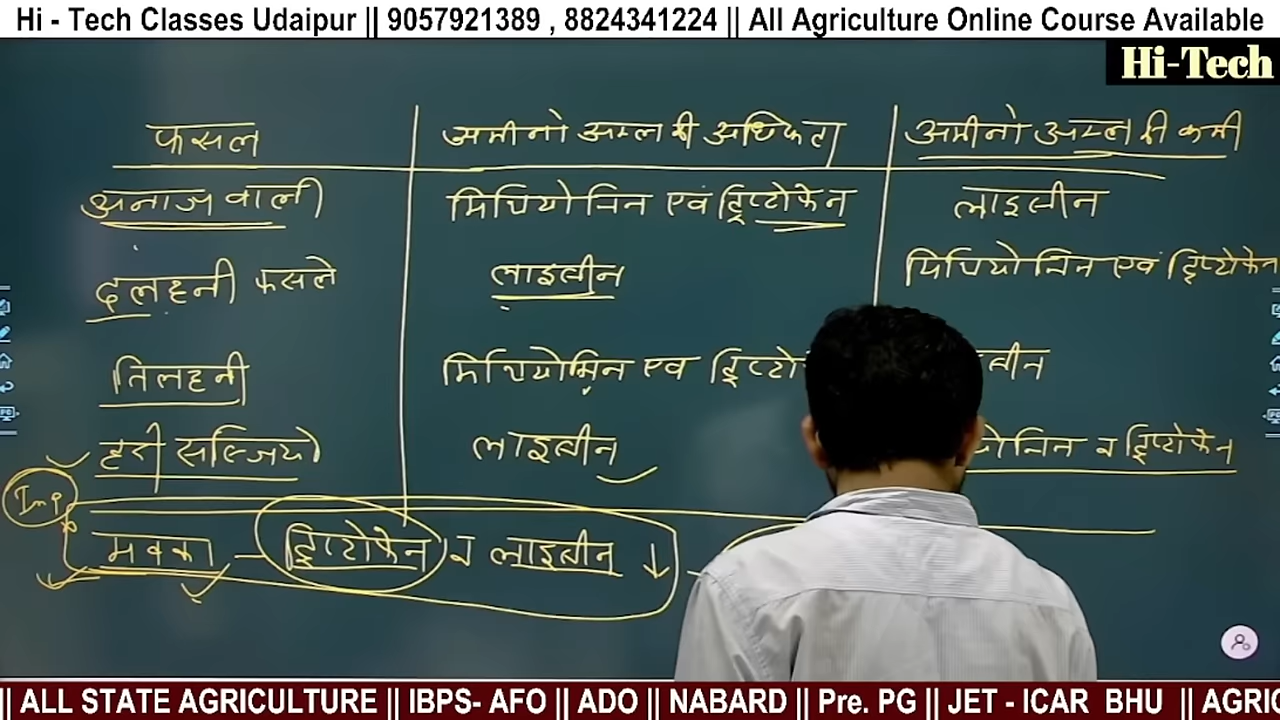 Hi - Tech Classes Udaipur || 9057921389 , 8824341224 || All Agriculture Online Course Available
Hi-Tech
फसल अमीनो अम्ल की अधिकता अमीनो अम्ल की कमी
अनाज वाली मिथियोनिन एवं ट्रिप्टोफेन लाइसीन
दलहनी फसले लाइसीन मिथियोनिन एवं ट्रिप्टोफेन
तिलहनी मिथियोनिन एव
हरी सब्जियो लाइसीन व ट्रिप्टोफेन
Imp
मक्का - ट्रिप्टोफेन व लाइसीन ↓
|| ALL STATE AGRICULTURE || IBPS- AFO || ADO || NABARD || Pre. PG || JET - ICAR BHU || AGRIC